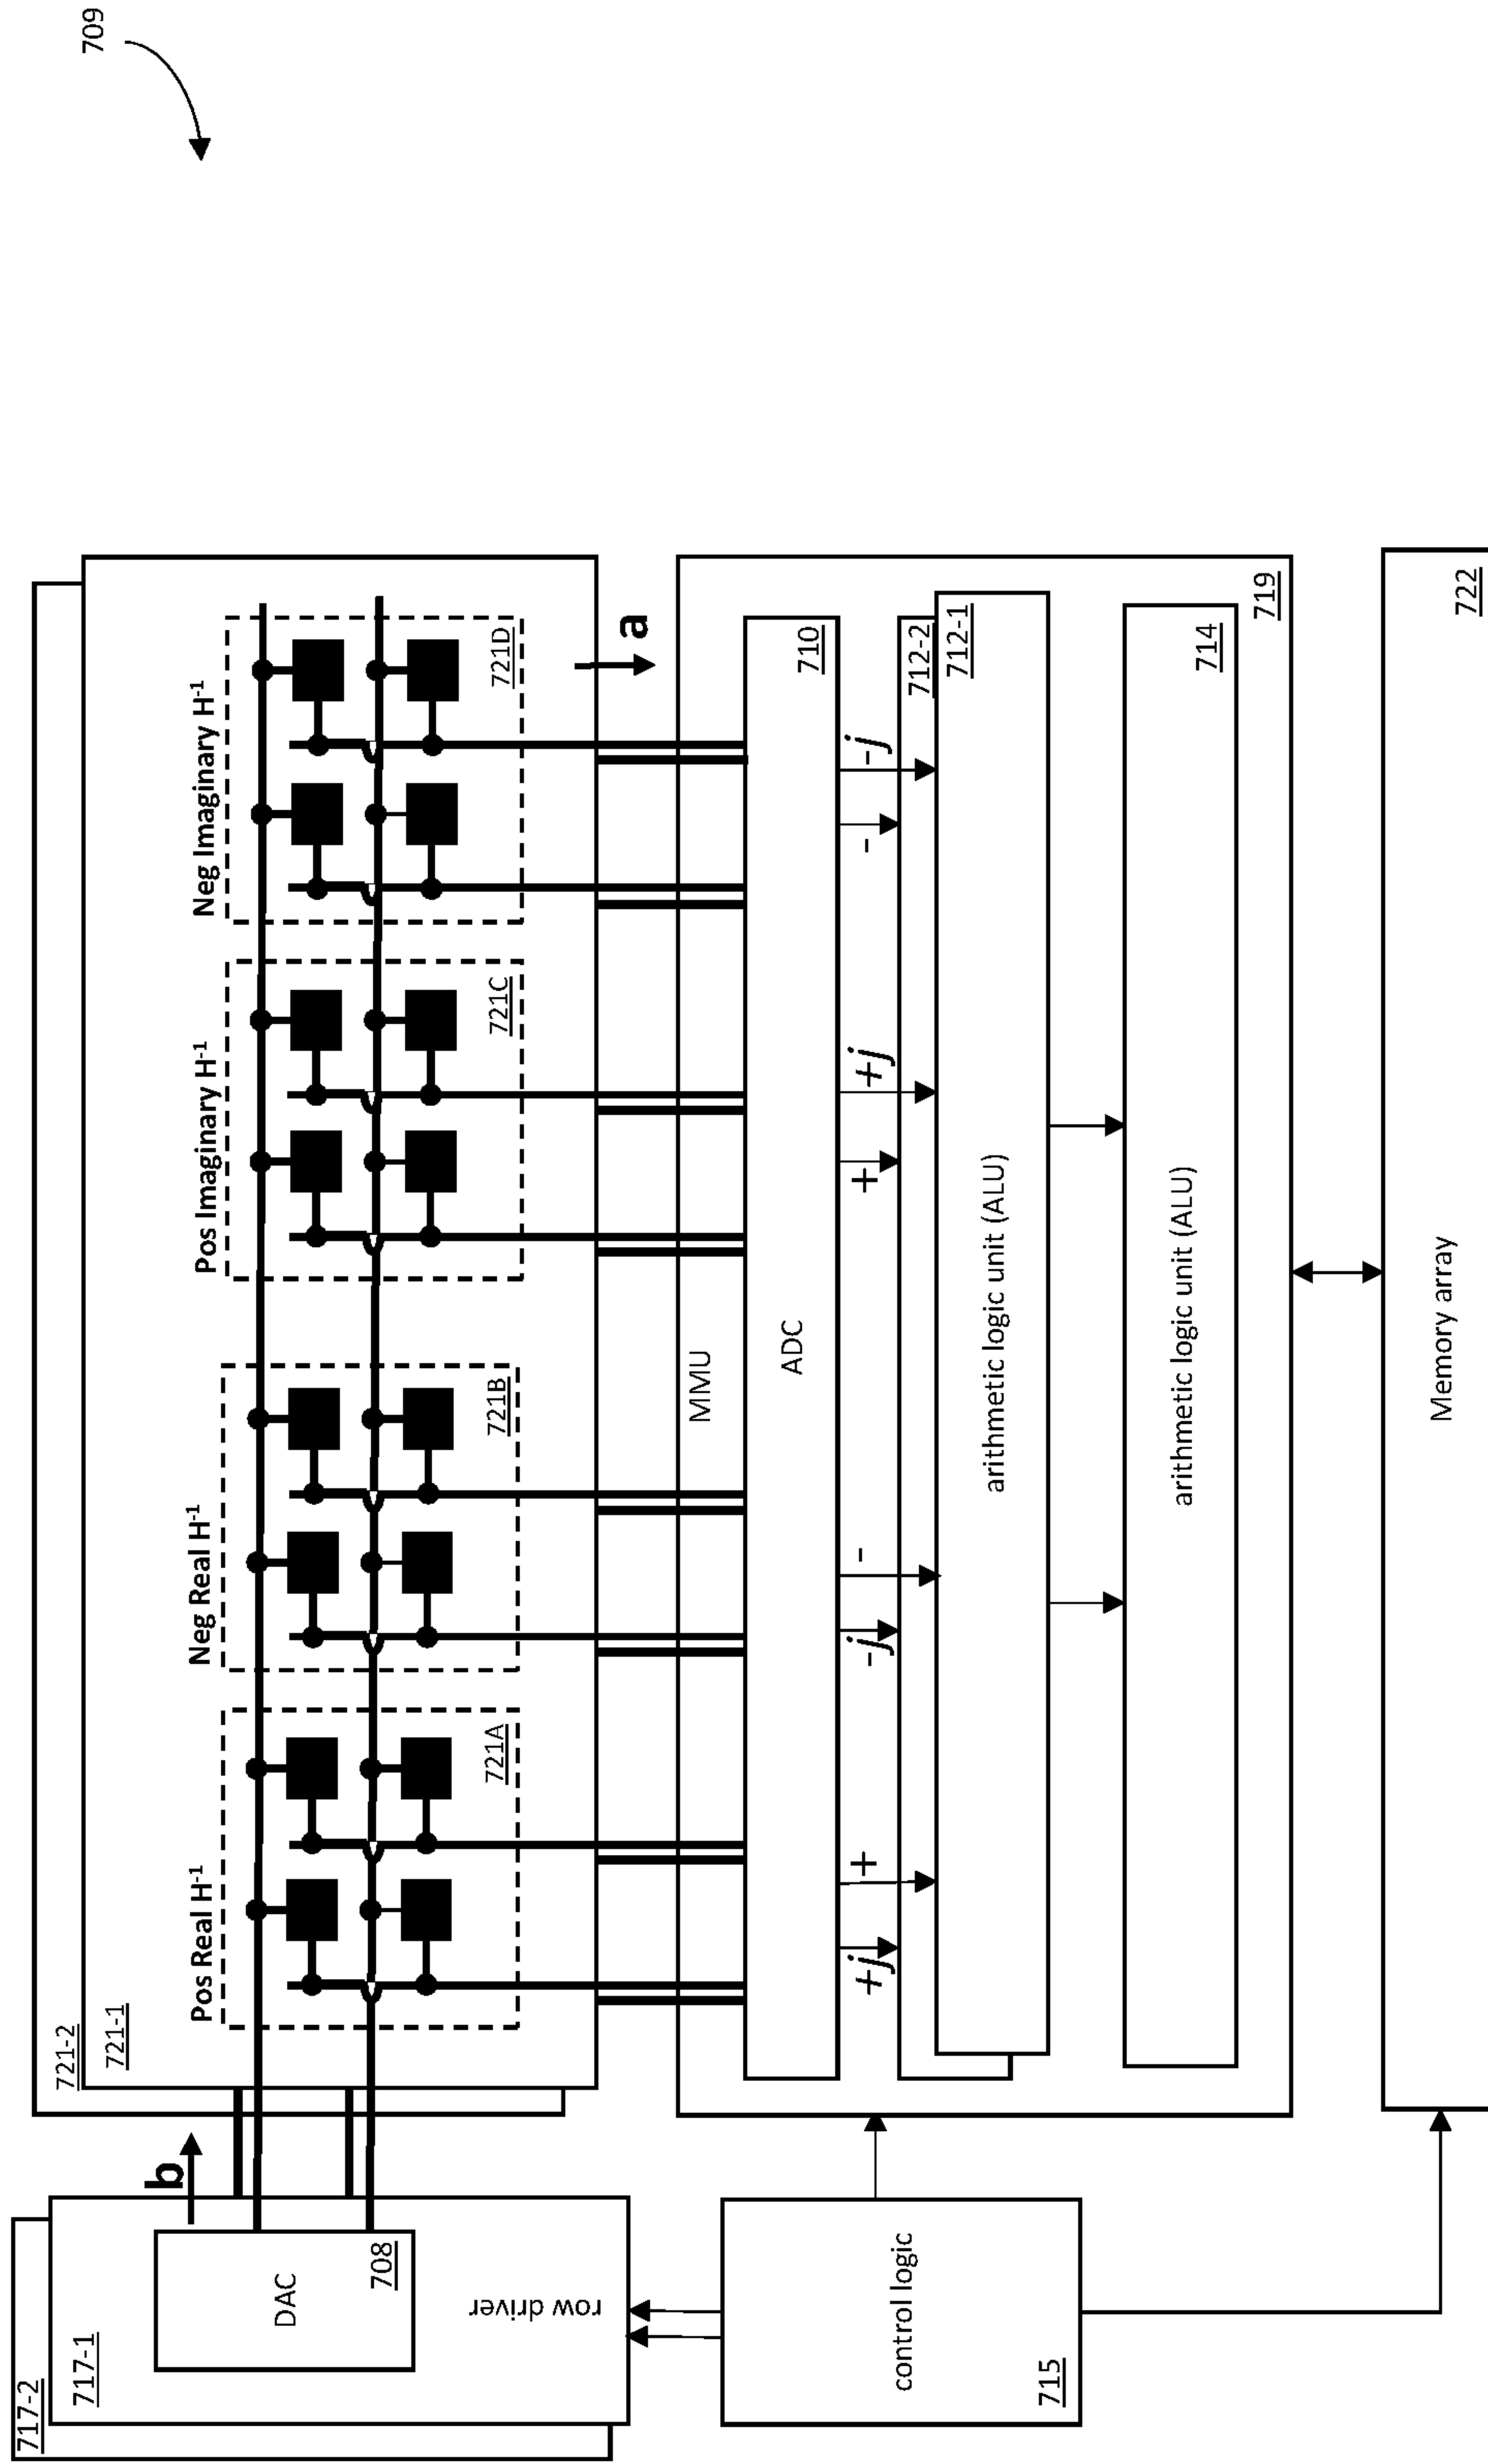 709
721-2
721-1
Pos Real H-1
Neg Real H-1
Pos Imaginary H-1
Neg Imaginary H-1
721A
721B
721C
721D
717-2
717-1
b
DAC
708
row driver
a
MMU
ADC
710
+j
+
-j
-
+
+j
-
-j
712-2
712-1
arithmetic logic unit (ALU)
arithmetic logic unit (ALU)
714
719
control logic
715
Memory array
722